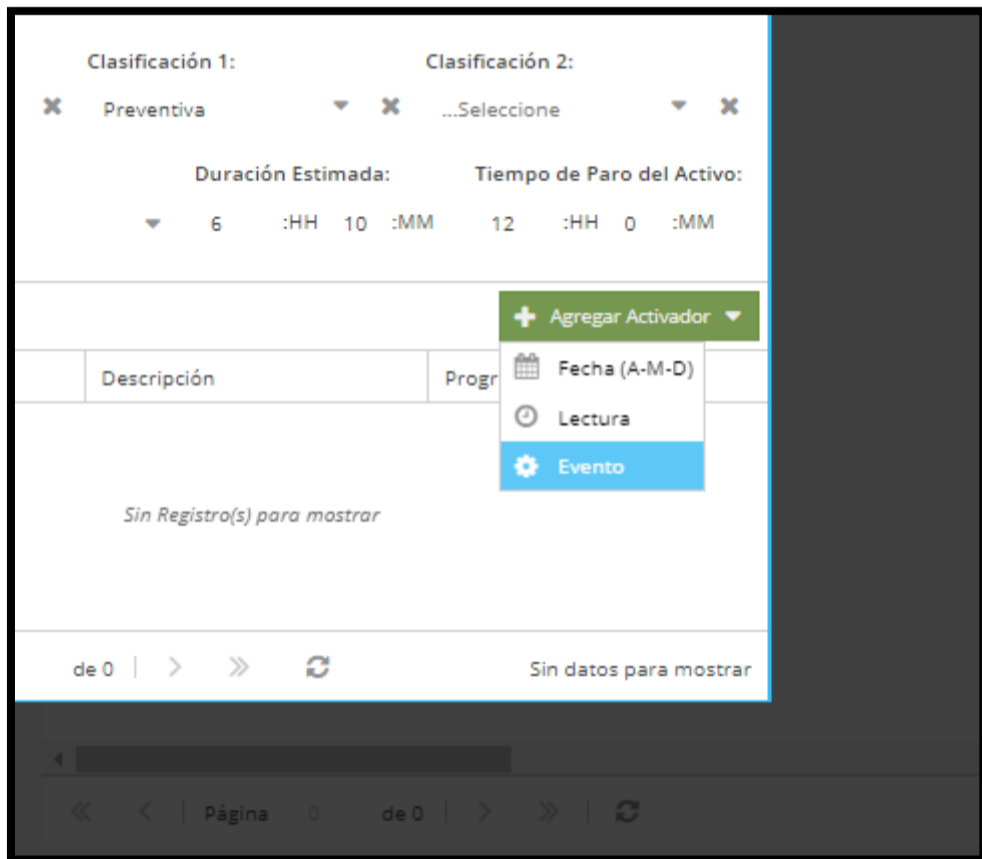 Clasificación 1: Clasificación 2:
Preventiva ...Seleccione
Duración Estimada: Tiempo de Paro del Activo:
6 :HH 10 :MM 12 :HH 0 :MM
Agregar Activador
Descripción Progr
Fecha (A-M-D)
Lectura
Evento
Sin Registro(s) para mostrar
de 0 Sin datos para mostrar
Página 0 de 0